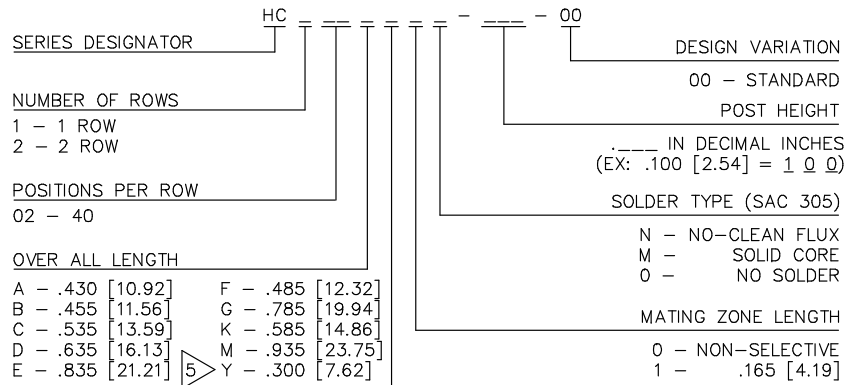 HC _ __ _ _ _ _ - ___ - 00
SERIES DESIGNATOR
NUMBER OF ROWS
1 - 1 ROW
2 - 2 ROW
POSITIONS PER ROW
02 - 40
OVER ALL LENGTH
A - .430 [10.92] F - .485 [12.32]
B - .455 [11.56] G - .785 [19.94]
C - .535 [13.59] K - .585 [14.86]
D - .635 [16.13] M - .935 [23.75]
E - .835 [21.21] 5 Y - .300 [7.62]
DESIGN VARIATION
00 - STANDARD
POST HEIGHT
.___ IN DECIMAL INCHES
(EX: .100 [2.54] = 1 0 0)
SOLDER TYPE (SAC 305)
N - NO-CLEAN FLUX
M - SOLID CORE
0 - NO SOLDER
MATING ZONE LENGTH
0 - NON-SELECTIVE
1 - .165 [4.19]